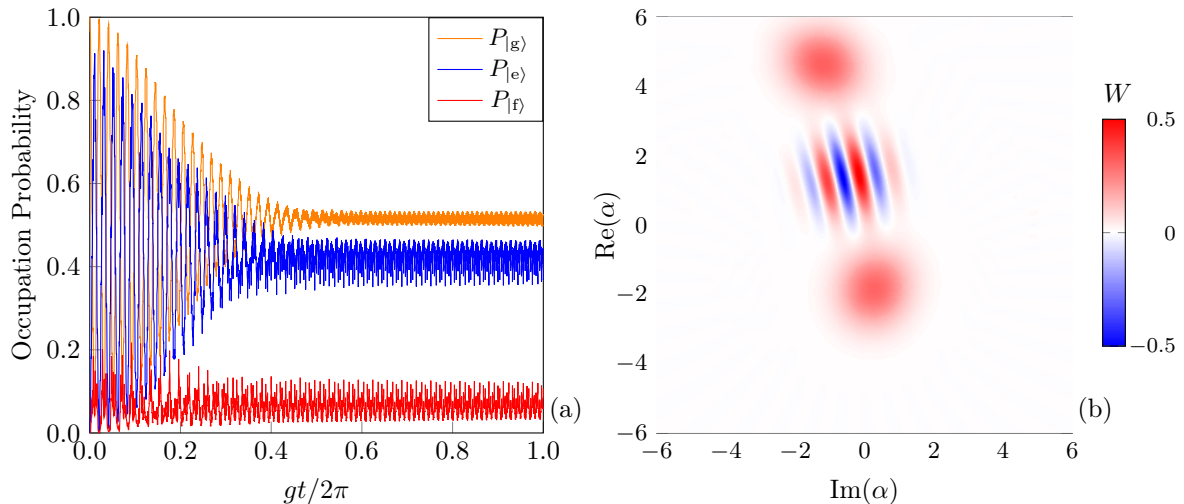 1.0
0.8
0.6
0.4
0.2
0.0
Occupation Probability
P|g⟩
P|e⟩
P|f⟩
0.0 0.2 0.4 0.6 0.8 1.0
gt/2π
(a)
6
4
2
0
−2
−4
−6
Re(α)
−6 −4 −2 0 2 4 6
Im(α)
W
0.5
0
−0.5
(b)